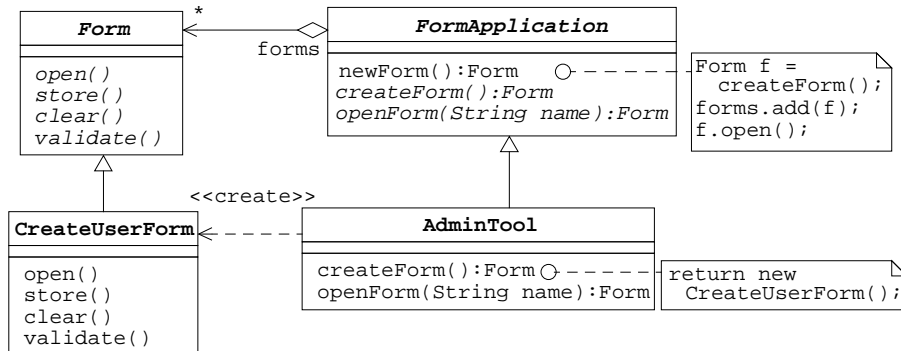 Form
open()
store()
clear()
validate()
*
forms
FormApplication
newForm():Form
createForm():Form
openForm(String name):Form
Form f =
createForm();
forms.add(f);
f.open();
<<create>>
CreateUserForm
open()
store()
clear()
validate()
AdminTool
createForm():Form
openForm(String name):Form
return new
CreateUserForm();